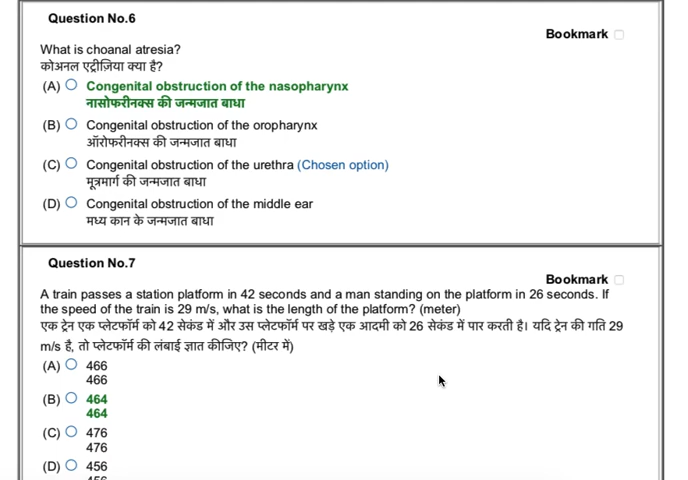 Question No.6
Bookmark
What is choanal atresia?
कोअनल एट्रीज़िया क्या है?
(A) Congenital obstruction of the nasopharynx
नासोफरीनक्स की जन्मजात बाधा
(B) Congenital obstruction of the oropharynx
ऑरोफरीनक्स की जन्मजात बाधा
(C) Congenital obstruction of the urethra (Chosen option)
मूत्रमार्ग की जन्मजात बाधा
(D) Congenital obstruction of the middle ear
मध्य कान के जन्मजात बाधा
Question No.7
Bookmark
A train passes a station platform in 42 seconds and a man standing on the platform in 26 seconds. If
the speed of the train is 29 m/s, what is the length of the platform? (meter)
एक ट्रेन एक प्लेटफॉर्म को 42 सेकंड में और उस प्लेटफॉर्म पर खड़े एक आदमी को 26 सेकंड में पार करती है। यदि ट्रेन की गति 29
m/s है, तो प्लेटफॉर्म की लंबाई ज्ञात कीजिए? (मीटर में)
(A) 466
466
(B) 464
464
(C) 476
476
(D) 456
456